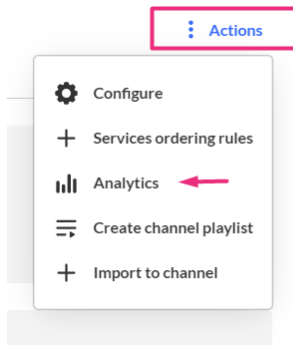 Actions
Configure
Services ordering rules
Analytics
Create channel playlist
Import to channel